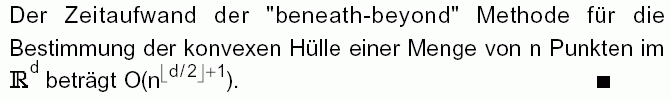 Der Zeitaufwand der "beneath-beyond" Methode für die
Bestimmung der konvexen Hülle einer Menge von n Punkten im
ℝ^d beträgt O(n^(⌊d/2⌋+1)). ■